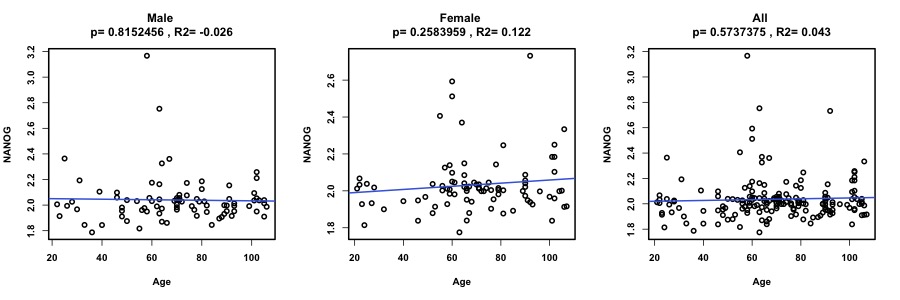 Male
p= 0.8152456 , R2= -0.026
NANOG
3.2
3.0
2.8
2.6
2.4
2.2
2.0
1.8
20 40 60 80 100
Age
Female
p= 0.2583959 , R2= 0.122
NANOG
2.6
2.4
2.2
2.0
1.8
20 40 60 80 100
Age
All
p= 0.5737375 , R2= 0.043
NANOG
3.2
3.0
2.8
2.6
2.4
2.2
2.0
1.8
20 40 60 80 100
Age